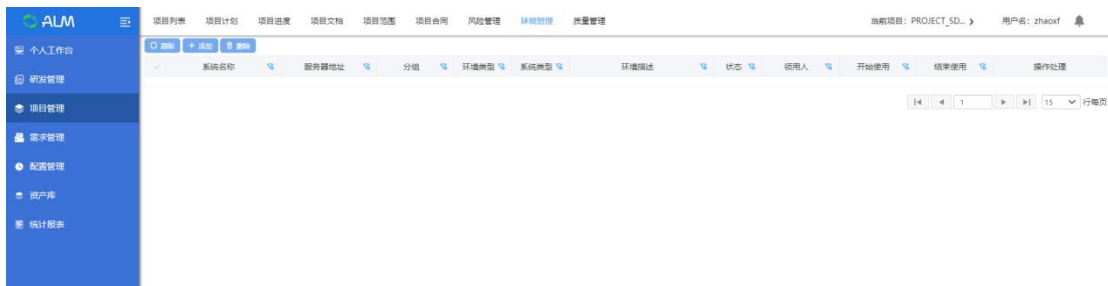 ALM
项目列表 项目计划 项目进度 项目文档 项目范围 项目合同 风险管理 环境管理 质量管理 当前项目：PROJECT_SD... 用户名：zhaoxf
个人工作台
研发管理
项目管理
需求管理
配置管理
资产库
统计报表
刷新 添加 删除
系统名称 服务器地址 分组 环境类型 系统类型 环境描述 状态 领用人 开始使用 结束使用 操作处理
1 15 行每页